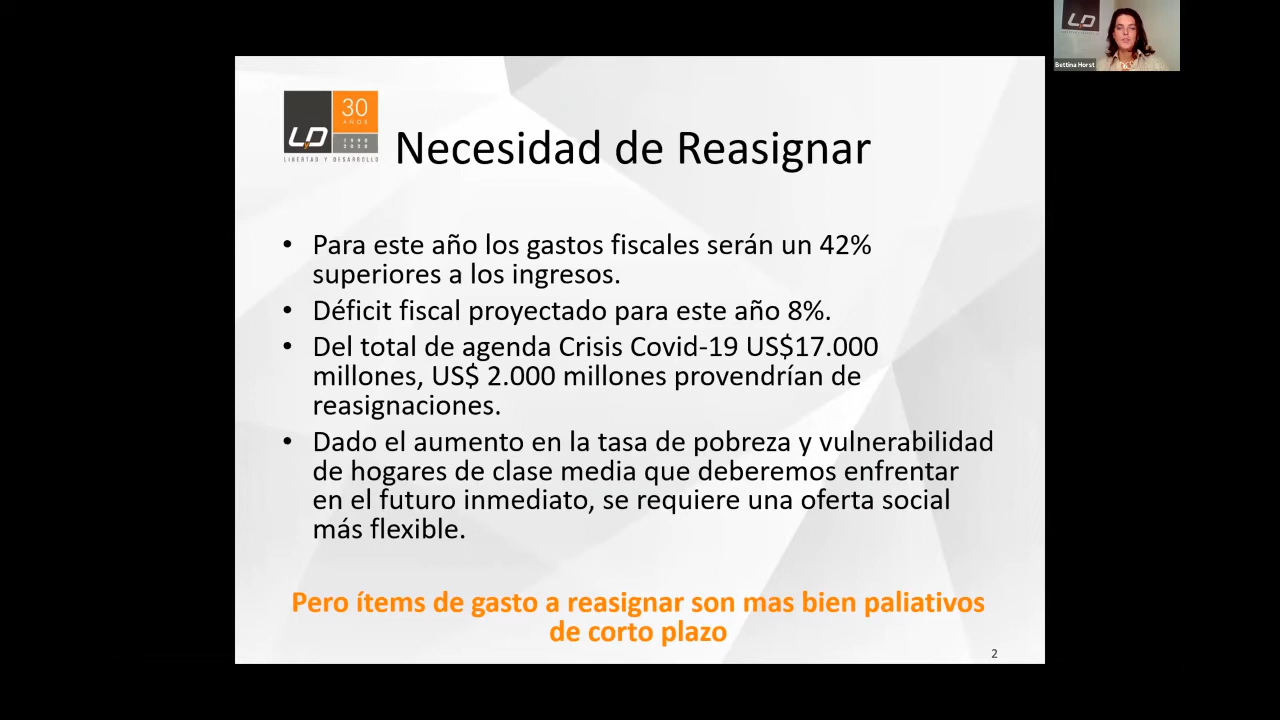 LyD
Bettina Horst
30
AÑOS
LyD
1990
2020
LIBERTAD Y DESARROLLO
Necesidad de Reasignar
• Para este año los gastos fiscales serán un 42%
superiores a los ingresos.
• Déficit fiscal proyectado para este año 8%.
• Del total de agenda Crisis Covid-19 US$17.000
millones, US$ 2.000 millones provendrían de
reasignaciones.
• Dado el aumento en la tasa de pobreza y vulnerabilidad
de hogares de clase media que deberemos enfrentar
en el futuro inmediato, se requiere una oferta social
más flexible.
Pero ítems de gasto a reasignar son mas bien paliativos
de corto plazo
2